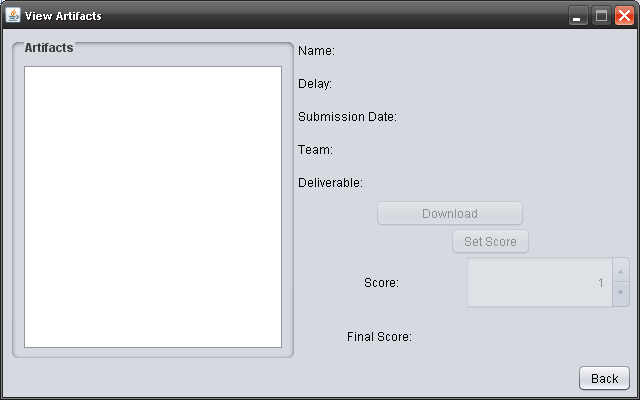 View Artifacts
Artifacts
Name:
Delay:
Submission Date:
Team:
Deliverable:
Download
Set Score
Score:
1
Final Score:
Back